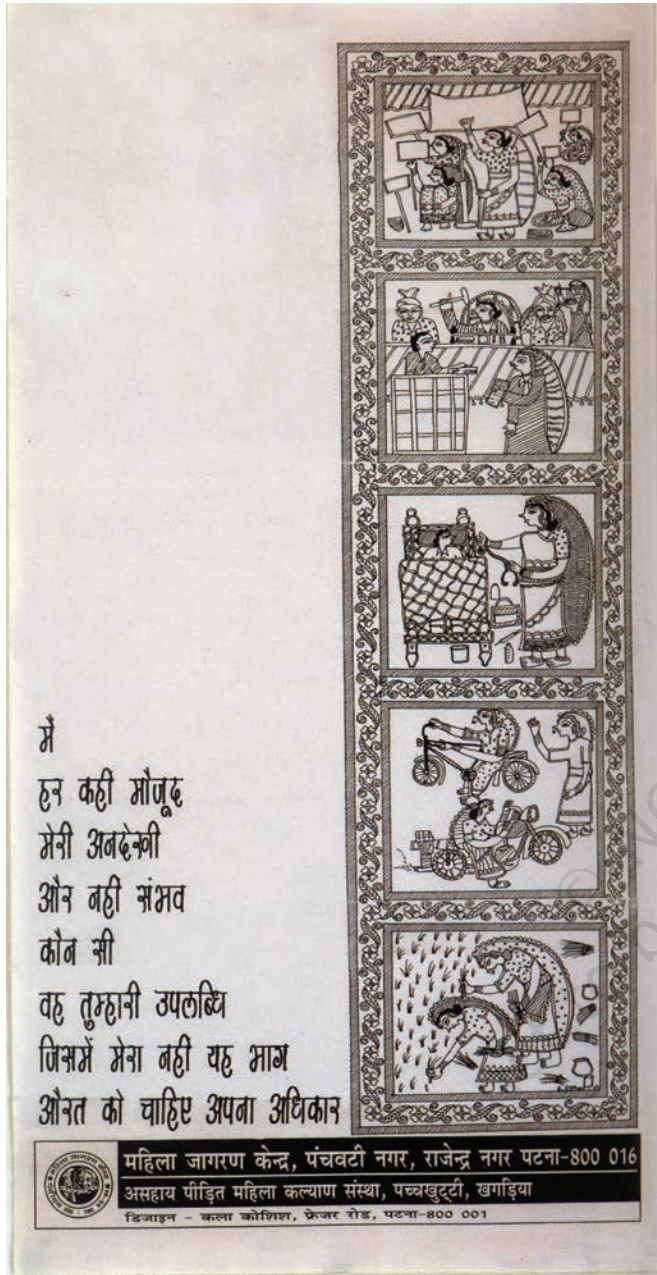 मैं
हर कहीं मौजूद
मेरी अनदेखी
और नहीं संभव
कौन सी
वह तुम्हारी उपलब्धि
जिसमें मेरा नहीं यह भाग
औरत को चाहिए अपना अधिकार
महिला जागरण केन्द्र, पंचवटी नगर, राजेन्द्र नगर पटना-800 016
असहाय पीड़ित महिला कल्याण संस्था, पच्चखुट्टी, खगड़िया
डिजाइन - कला कोशिश, फ्रेजर रोड, पटना-800 001